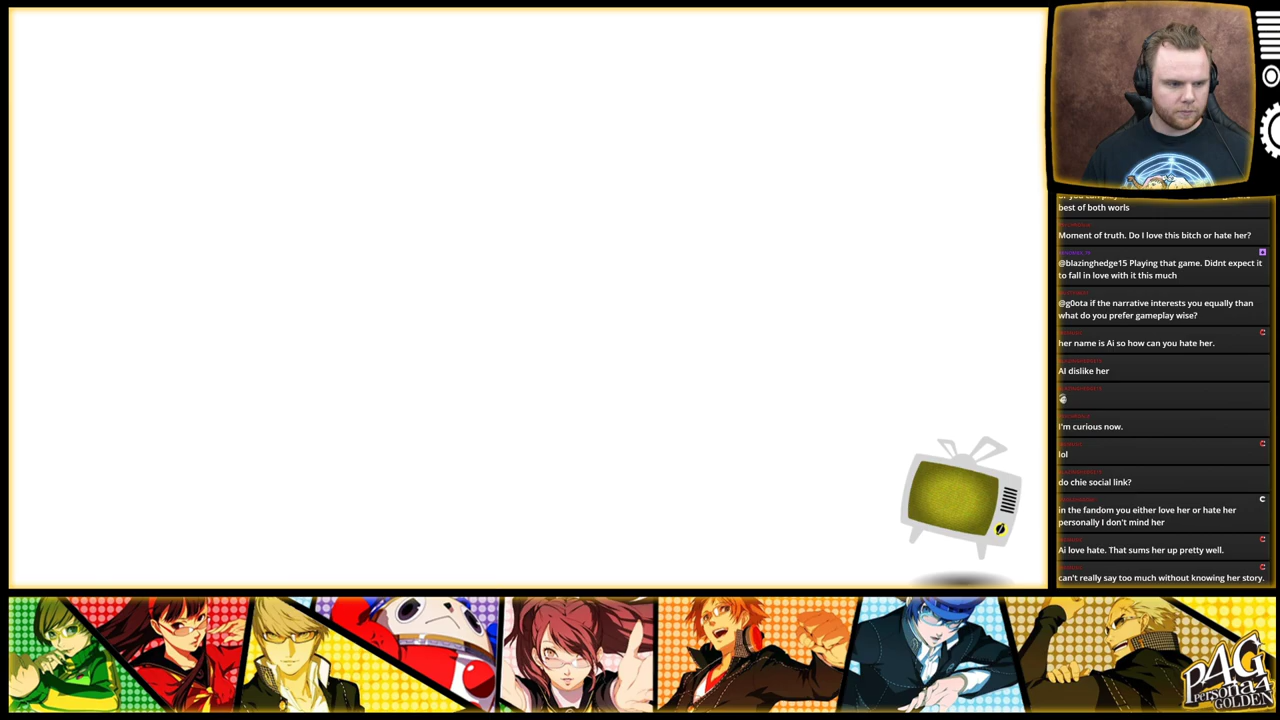 best of both worls
Moment of truth. Do I love this bitch or hate her?
@blazinghedge15 Playing that game. Didnt expect it
to fall in love with it this much
@g0ota if the narrative interests you equally than
what do you prefer gameplay wise?
her name is Ai so how can you hate her.
AI dislike her
I'm curious now.
lol
do chie social link?
in the fandom you either love her or hate her
personally I don't mind her
Ai love hate. That sums her up pretty well.
can't really say too much without knowing her story.
P4G
Persona4
GOLDEN